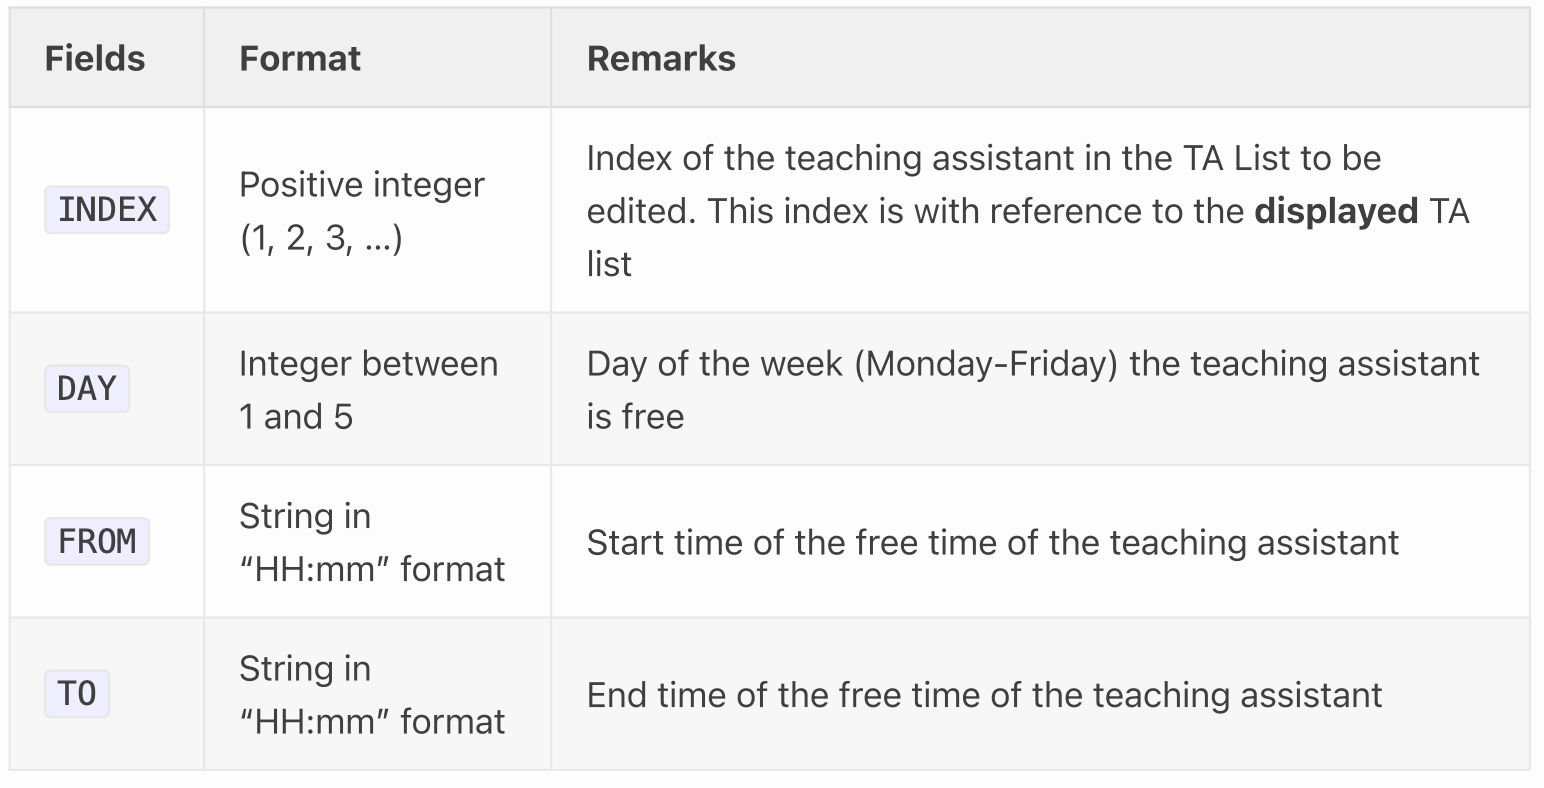 Fields Format Remarks
INDEX
Positive integer
(1, 2, 3, …)
Index of the teaching assistant in the TA List to be
edited. This index is with reference to the displayed TA
list
DAY
Integer between
1 and 5
Day of the week (Monday-Friday) the teaching assistant
is free
FROM
String in
“HH:mm” format
Start time of the free time of the teaching assistant
TO
String in
“HH:mm” format
End time of the free time of the teaching assistant